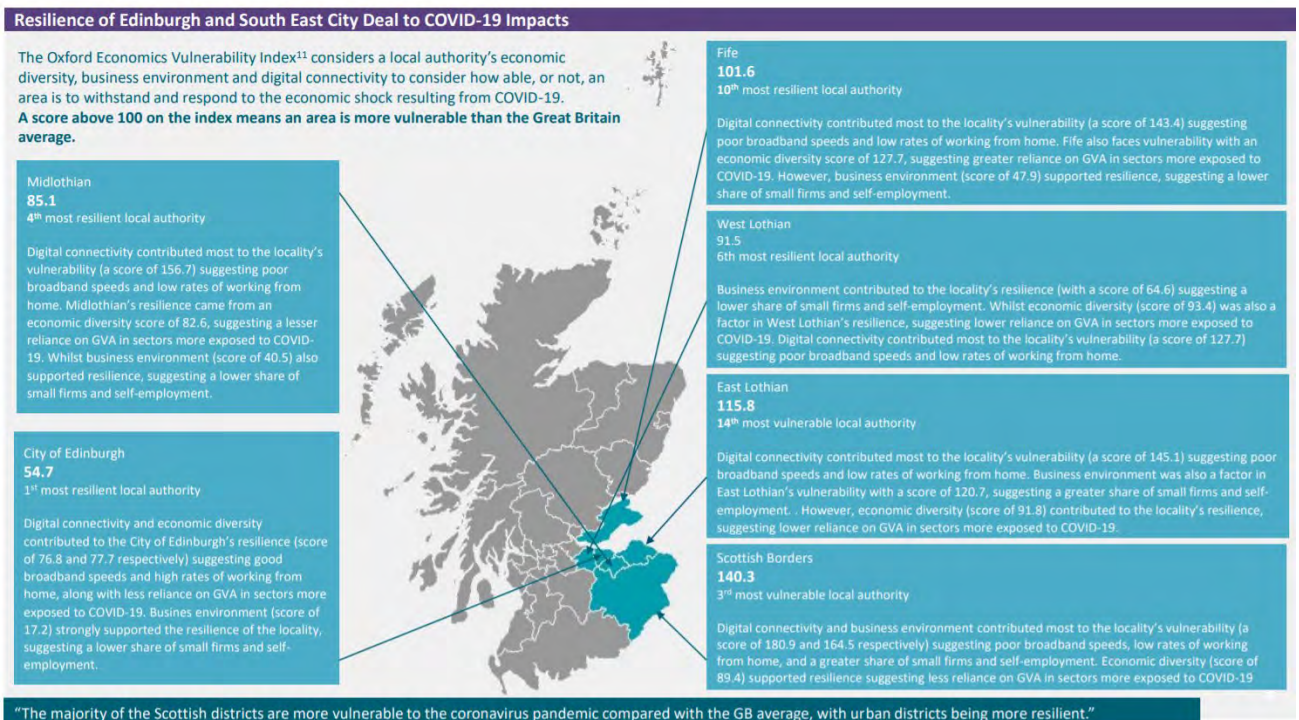 Resilience of Edinburgh and South East City Deal to COVID-19 Impacts
The Oxford Economics Vulnerability Index11 considers a local authority's economic
diversity, business environment and digital connectivity to consider how able, or not, an
area is to withstand and respond to the economic shock resulting from COVID-19.
A score above 100 on the index means an area is more vulnerable than the Great Britain
average.
Midlothian
85.1
4th most resilient local authority
Digital connectivity contributed most to the locality's
vulnerability (a score of 156.7) suggesting poor
broadband speeds and low rates of working from
home. Midlothian's resilience came from an
economic diversity score of 82.6, suggesting a lesser
reliance on GVA in sectors more exposed to COVID-
19. Whilst business environment (score of 40.5) also
supported resilience, suggesting a lower share of
small firms and self-employment.
City of Edinburgh
54.7
1st most resilient local authority
Digital connectivity and economic diversity
contributed to the City of Edinburgh's resilience (score
of 76.8 and 77.7 respectively) suggesting good
broadband speeds and high rates of working from
home, along with less reliance on GVA in sectors more
exposed to COVID-19. Busines environment (score of
17.2) strongly supported the resilience of the locality,
suggesting a lower share of small firms and self-
employment.
Fife
101.6
10th most resilient local authority
Digital connectivity contributed most to the locality's vulnerability (a score of 143.4) suggesting
poor broadband speeds and low rates of working from home. Fife also faces vulnerability with an
economic diversity score of 127.7, suggesting greater reliance on GVA in sectors more exposed to
COVID-19. However, business environment (score of 47.9) supported resilience, suggesting a lower
share of small firms and self-employment.
West Lothian
91.5
6th most resilient local authority
Business environment contributed to the locality's resilience (with a score of 64.6) suggesting a
lower share of small firms and self-employment. Whilst economic diversity (score of 93.4) was also a
factor in West Lothian's resilience, suggesting lower reliance on GVA in sectors more exposed to
COVID-19. Digital connectivity contributed most to the locality's vulnerability (a score of 127.7)
suggesting poor broadband speeds and low rates of working from home.
East Lothian
115.8
14th most vulnerable local authority
Digital connectivity contributed most to the locality's vulnerability (a score of 145.1) suggesting poor
broadband speeds and low rates of working from home. Business environment was also a factor in
East Lothian's vulnerability with a score of 120.7, suggesting a greater share of small firms and self-
employment. . However, economic diversity (score of 91.8) contributed to the locality's resilience,
suggesting lower reliance on GVA in sectors more exposed to COVID-19.
Scottish Borders
140.3
3rd most vulnerable local authority
Digital connectivity and business environment contributed most to the locality's vulnerability (a
score of 180.9 and 164.5 respectively) suggesting poor broadband speeds, low rates of working
from home, and a greater share of small firms and self-employment. Economic diversity (score of
89.4) supported resilience suggesting less reliance on GVA in sectors more exposed to COVID-19
"The majority of the Scottish districts are more vulnerable to the coronavirus pandemic compared with the GB average, with urban districts being more resilient."